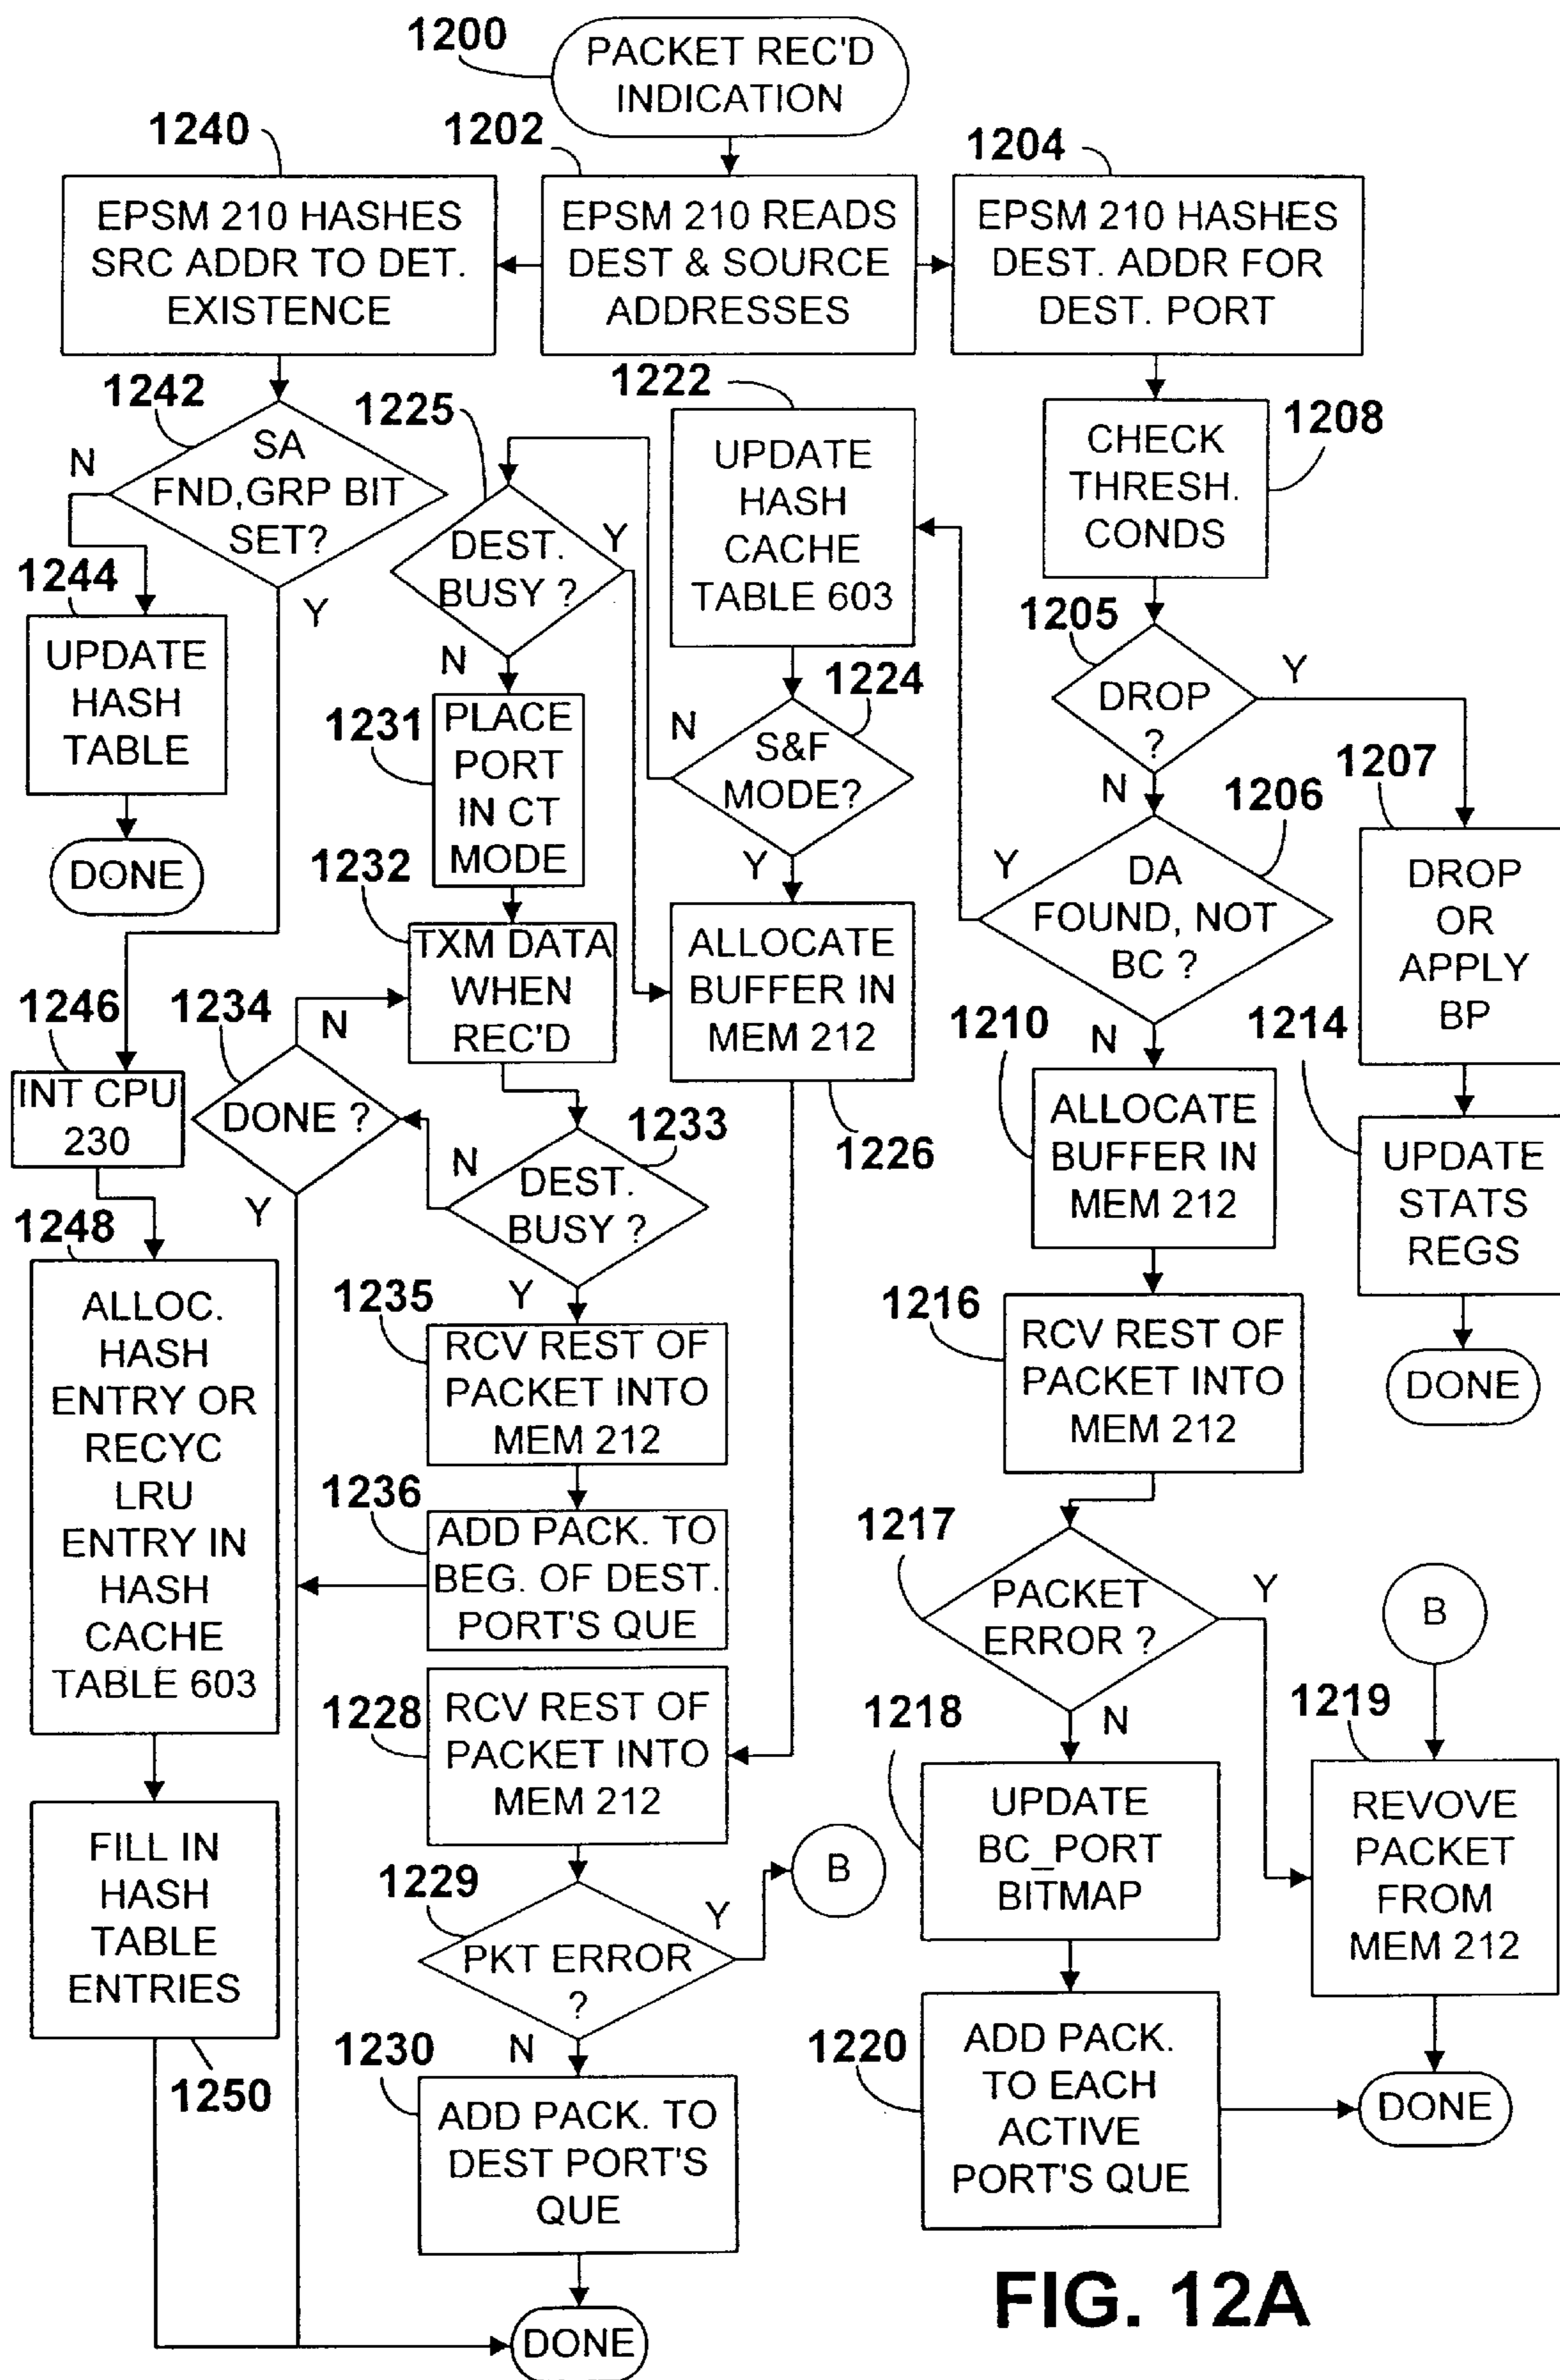 1200
PACKET REC'D
INDICATION
1240
1202
1204
EPSM 210 HASHES
SRC ADDR TO DET.
EXISTENCE
EPSM 210 READS
DEST & SOURCE
ADDRESSES
EPSM 210 HASHES
DEST. ADDR FOR
DEST. PORT
1242
SA
FND,GRP BIT
SET?
N
Y
1244
UPDATE
HASH
TABLE
DONE
1225
DEST.
BUSY ?
Y
N
1222
UPDATE
HASH
CACHE
TABLE 603
1208
CHECK
THRESH.
CONDS
1205
DROP
?
Y
N
1224
S&F
MODE?
N
Y
1231
PLACE
PORT
IN CT
MODE
1207
DROP
OR
APPLY
BP
1206
DA
FOUND, NOT
BC ?
Y
N
1232
TXM DATA
WHEN
REC'D
ALLOCATE
BUFFER IN
MEM 212
1226
1210
ALLOCATE
BUFFER IN
MEM 212
1214
UPDATE
STATS
REGS
DONE
1246
INT CPU
230
1234
DONE ?
N
Y
1233
DEST.
BUSY ?
N
Y
1248
ALLOC.
HASH
ENTRY OR
RECYC
LRU
ENTRY IN
HASH
CACHE
TABLE 603
1235
RCV REST OF
PACKET INTO
MEM 212
1216
RCV REST OF
PACKET INTO
MEM 212
1236
ADD PACK. TO
BEG. OF DEST.
PORT'S QUE
1217
PACKET
ERROR ?
Y
N
B
1228
RCV REST OF
PACKET INTO
MEM 212
1218
UPDATE
BC_PORT
BITMAP
1219
REVOVE
PACKET
FROM
MEM 212
FILL IN
HASH
TABLE
ENTRIES
1250
1229
PKT ERROR
?
Y
N
B
1230
ADD PACK. TO
DEST PORT'S
QUE
1220
ADD PACK.
TO EACH
ACTIVE
PORT'S QUE
DONE
DONE
FIG. 12A